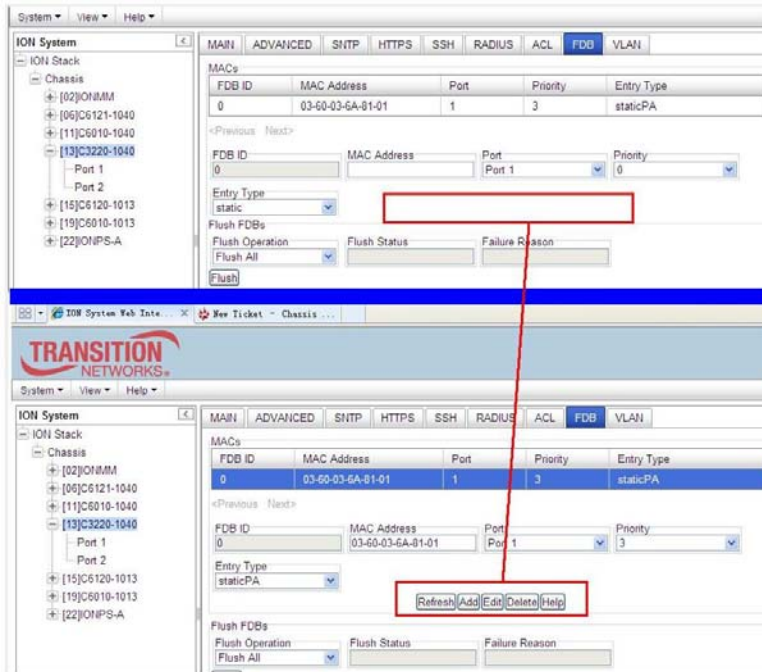 System View Help
ION System
MAIN ADVANCED SNTP HTTPS SSH RADIUS ACL FDB VLAN
ION Stack
Chassis
[02]IONMM
[06]C6121-1040
[11]C6010-1040
[13]C3220-1040
Port 1
Port 2
[15]C6120-1013
[19]C6010-1013
[22]IONPS-A
MACs
FDB ID MAC Address Port Priority Entry Type
0 03-60-03-6A-81-01 1 3 staticPA
<Previous Next>
FDB ID MAC Address Port Priority
0 Port 1 0
Entry Type
static
Flush FDBs
Flush Operation Flush Status Failure Reason
Flush All
Flush
ION System Web Inte... X New Ticket - Chassis ...
TRANSITION
NETWORKS®
System View Help
ION System
MAIN ADVANCED SNTP HTTPS SSH RADIUS ACL FDB VLAN
ION Stack
Chassis
[02]IONMM
[06]C6121-1040
[11]C6010-1040
[13]C3220-1040
Port 1
Port 2
[15]C6120-1013
[19]C6010-1013
[22]IONPS-A
MACs
FDB ID MAC Address Port Priority Entry Type
0 03-60-03-6A-81-01 1 3 staticPA
<Previous Next>
FDB ID MAC Address Port Priority
0 03-60-03-6A-81-01 Port 1 3
Entry Type
staticPA
Refresh Add Edit Delete Help
Flush FDBs
Flush Operation Flush Status Failure Reason
Flush All